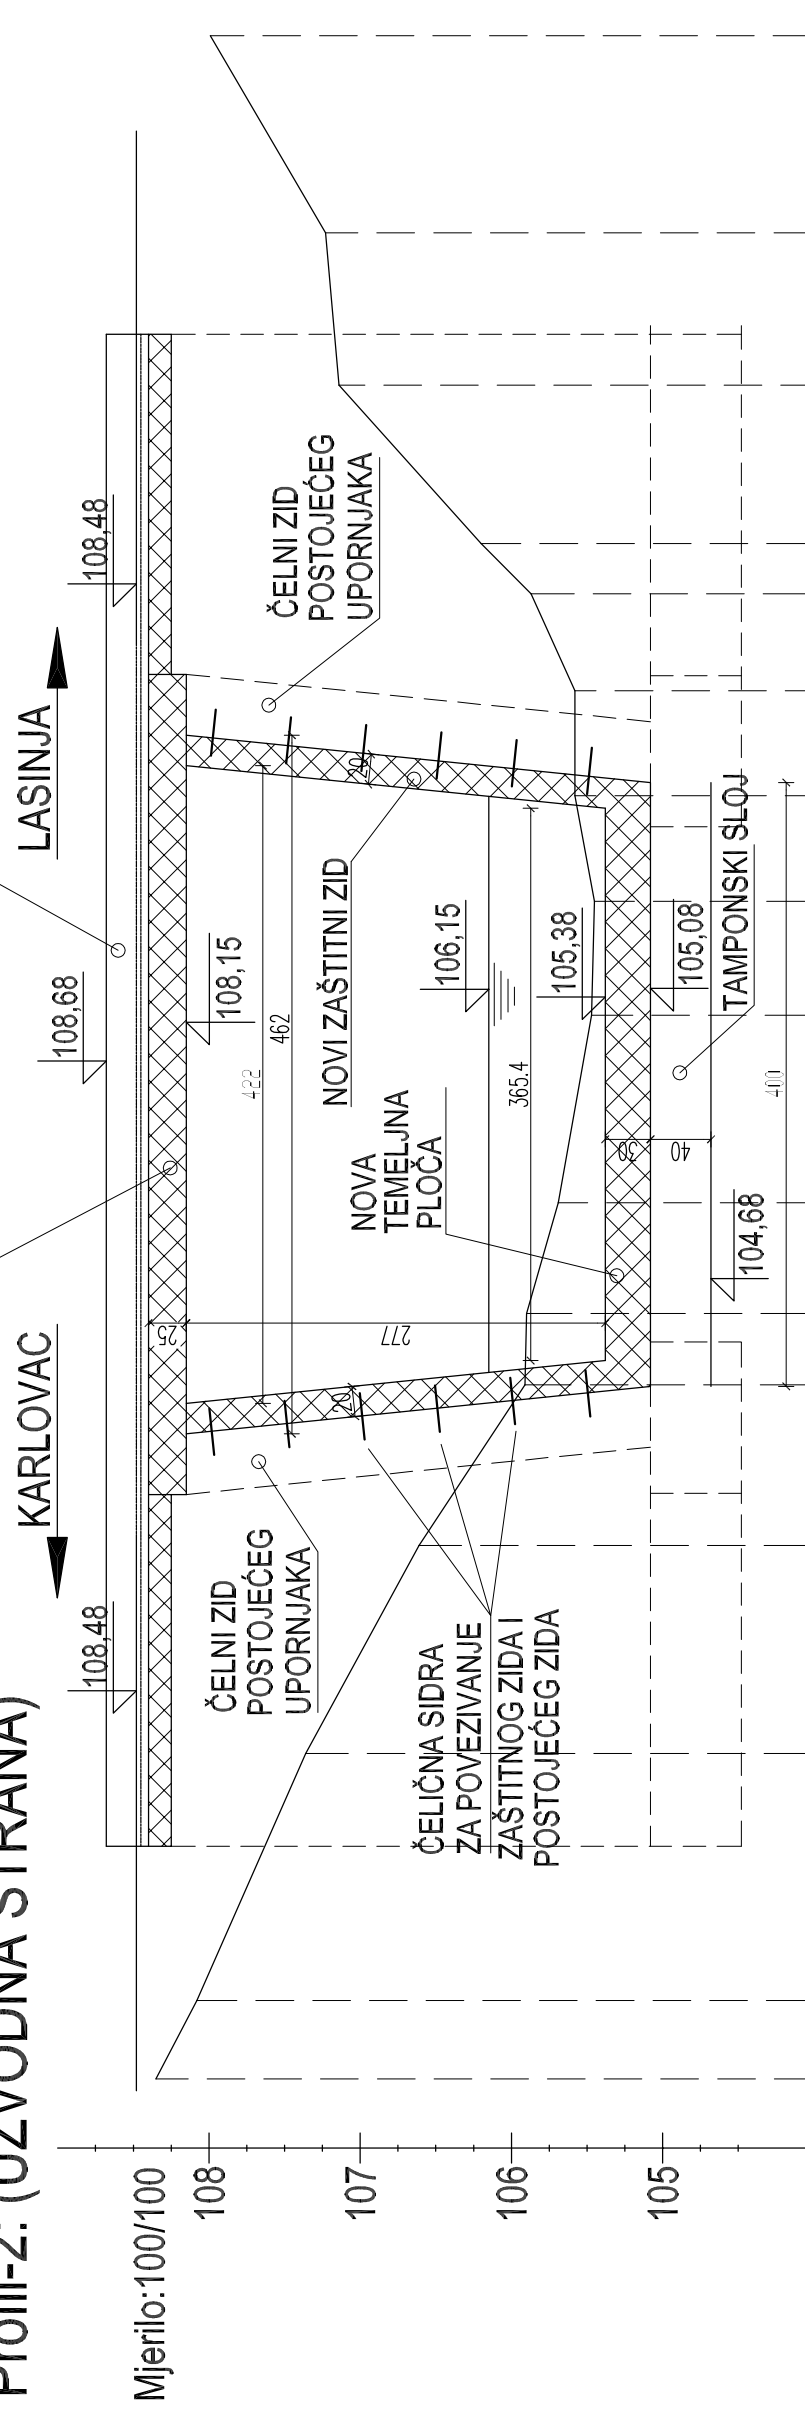 Profil-2: (UZVODNA STRANA)
Mjerilo:100/100
KARLOVAC
LASINJA
108,48
108,68
108,48
108
107
106
105
25
108,15
422
462
277
20
20
ČELNI ZID
POSTOJEĆEG
UPORNJAKA
ČELNI ZID
POSTOJEĆEG
UPORNJAKA
NOVI ZAŠTITNI ZID
NOVA
TEMELJNA
PLOČA
106,15
365.4
105,38
ČELIČNA SIDRA
ZA POVEZIVANJE
ZAŠTITNOG ZIDA I
POSTOJEĆEG ZIDA
30
40
105,08
TAMPONSKI SLOJ
104,68
400